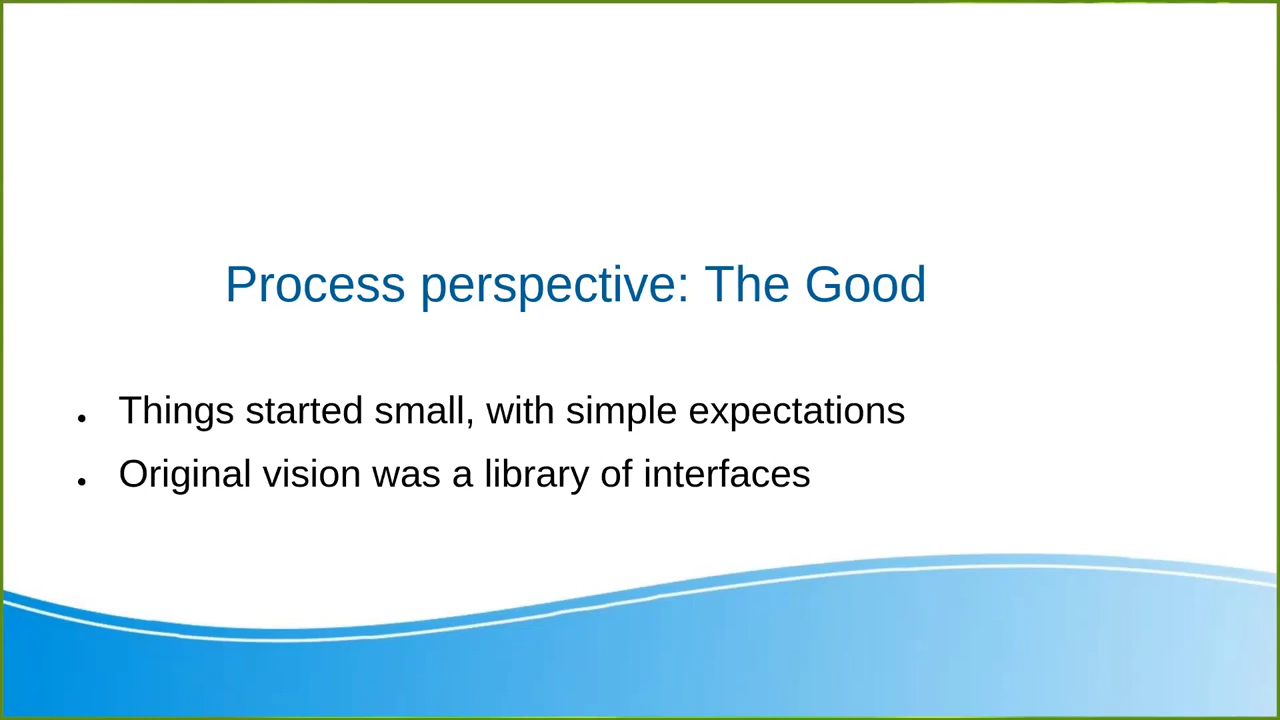 Process perspective: The Good
• Things started small, with simple expectations
• Original vision was a library of interfaces